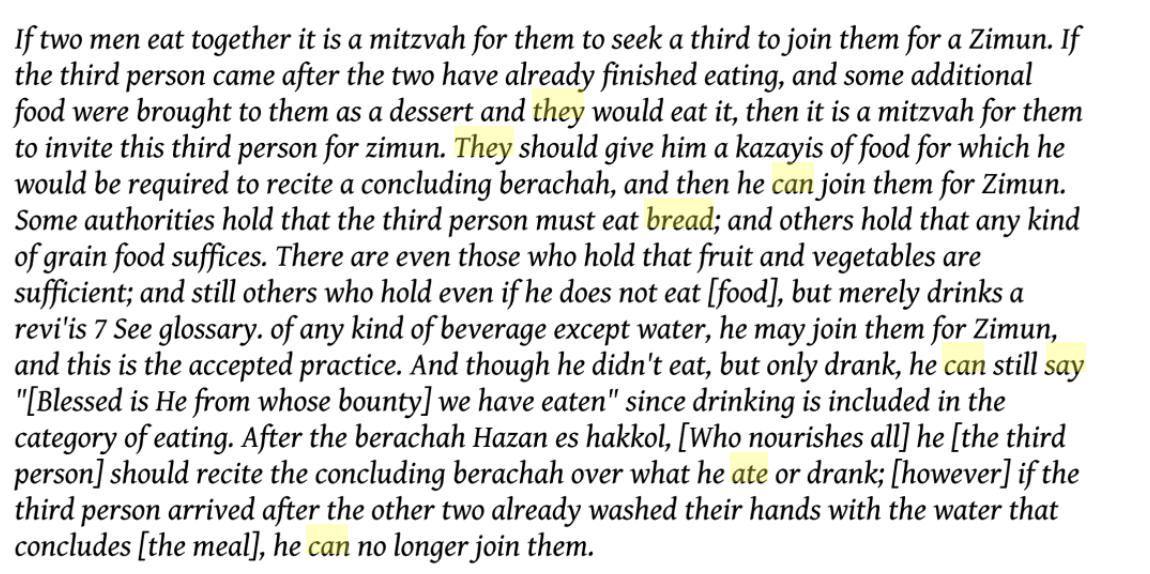 If two men eat together it is a mitzvah for them to seek a third to join them for a Zimun. If
the third person came after the two have already finished eating, and some additional
food were brought to them as a dessert and they would eat it, then it is a mitzvah for them
to invite this third person for zimun. They should give him a kazayis of food for which he
would be required to recite a concluding berachah, and then he can join them for Zimun.
Some authorities hold that the third person must eat bread; and others hold that any kind
of grain food suffices. There are even those who hold that fruit and vegetables are
sufficient; and still others who hold even if he does not eat [food], but merely drinks a
revi'is 7 See glossary. of any kind of beverage except water, he may join them for Zimun,
and this is the accepted practice. And though he didn't eat, but only drank, he can still say
"[Blessed is He from whose bounty] we have eaten" since drinking is included in the
category of eating. After the berachah Hazan es hakkol, [Who nourishes all] he [the third
person] should recite the concluding berachah over what he ate or drank; [however] if the
third person arrived after the other two already washed their hands with the water that
concludes [the meal], he can no longer join them.